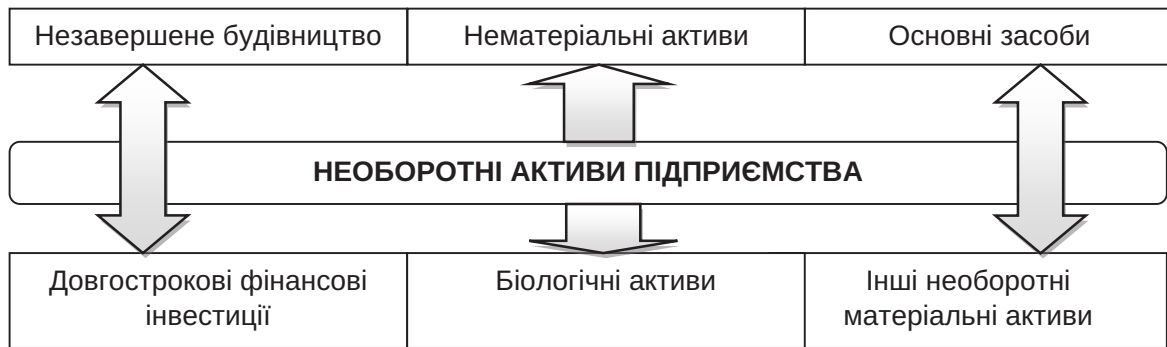 Незавершене будівництво
Нематеріальні активи
Основні засоби
НЕОБОРОТНІ АКТИВИ ПІДПРИЄМСТВА
Довгострокові фінансові
інвестиції
Біологічні активи
Інші необоротні
матеріальні активи